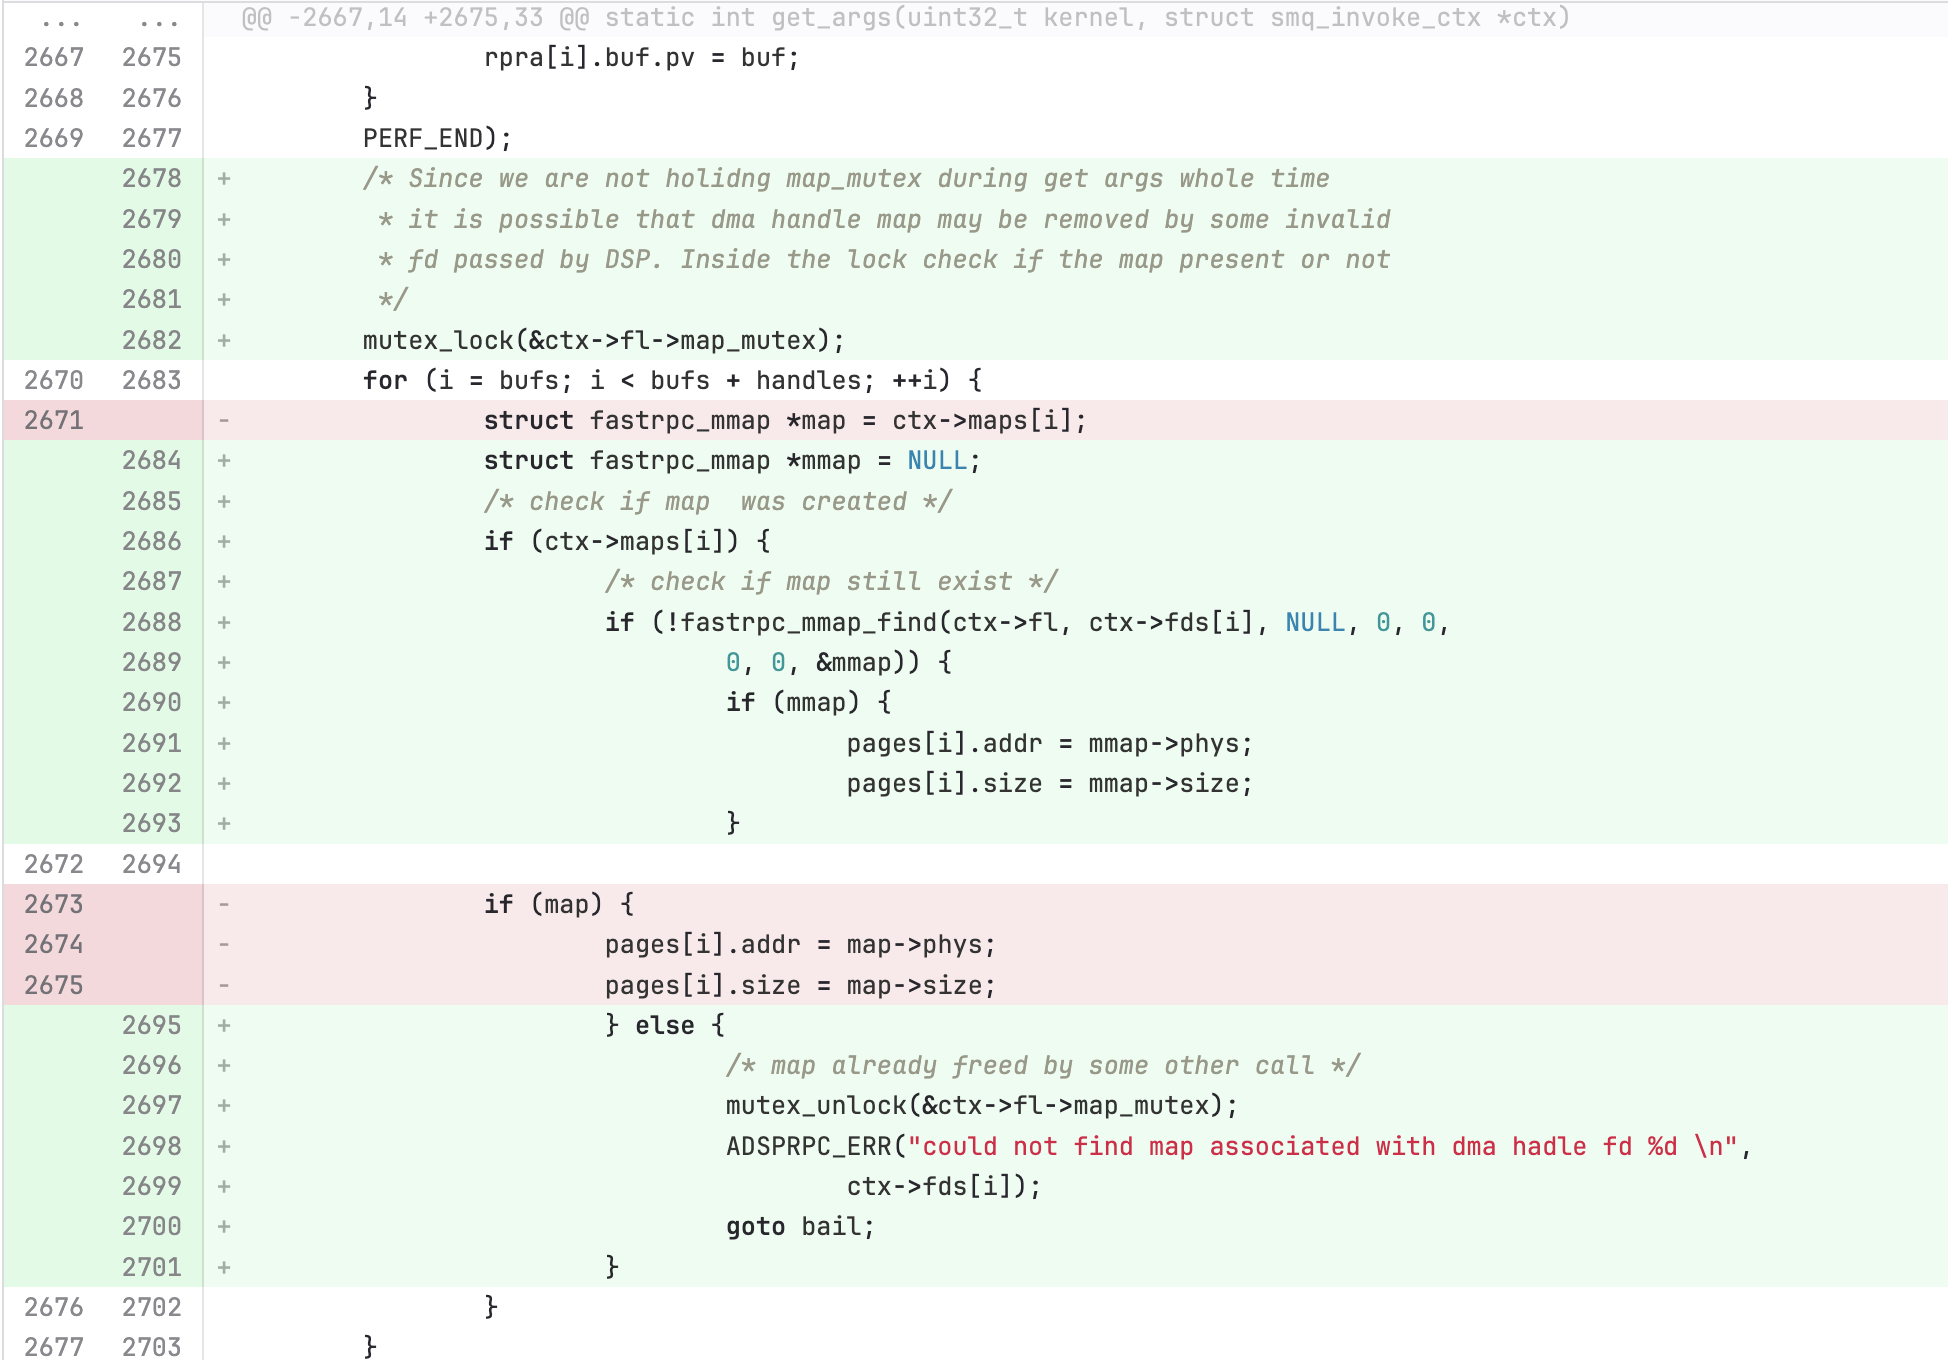 ... ... @@ -2667,14 +2675,33 @@ static int get_args(uint32_t kernel, struct smq_invoke_ctx *ctx)
2667 2675 rpra[i].buf.pv = buf;
2668 2676 }
2669 2677 PERF_END);
2678 + /* Since we are not holidng map_mutex during get args whole time
2679 + * it is possible that dma handle map may be removed by some invalid
2680 + * fd passed by DSP. Inside the lock check if the map present or not
2681 + */
2682 + mutex_lock(&ctx->fl->map_mutex);
2670 2683 for (i = bufs; i < bufs + handles; ++i) {
2671 - struct fastrpc_mmap *map = ctx->maps[i];
2684 + struct fastrpc_mmap *mmap = NULL;
2685 + /* check if map  was created */
2686 + if (ctx->maps[i]) {
2687 + /* check if map still exist */
2688 + if (!fastrpc_mmap_find(ctx->fl, ctx->fds[i], NULL, 0, 0,
2689 + 0, 0, &mmap)) {
2690 + if (mmap) {
2691 + pages[i].addr = mmap->phys;
2692 + pages[i].size = mmap->size;
2693 + }
2672 2694
2673 - if (map) {
2674 - pages[i].addr = map->phys;
2675 - pages[i].size = map->size;
2695 + } else {
2696 + /* map already freed by some other call */
2697 + mutex_unlock(&ctx->fl->map_mutex);
2698 + ADSPRPC_ERR("could not find map associated with dma hadle fd %d \n",
2699 + ctx->fds[i]);
2700 + goto bail;
2701 + }
2676 2702 }
2677 2703 }